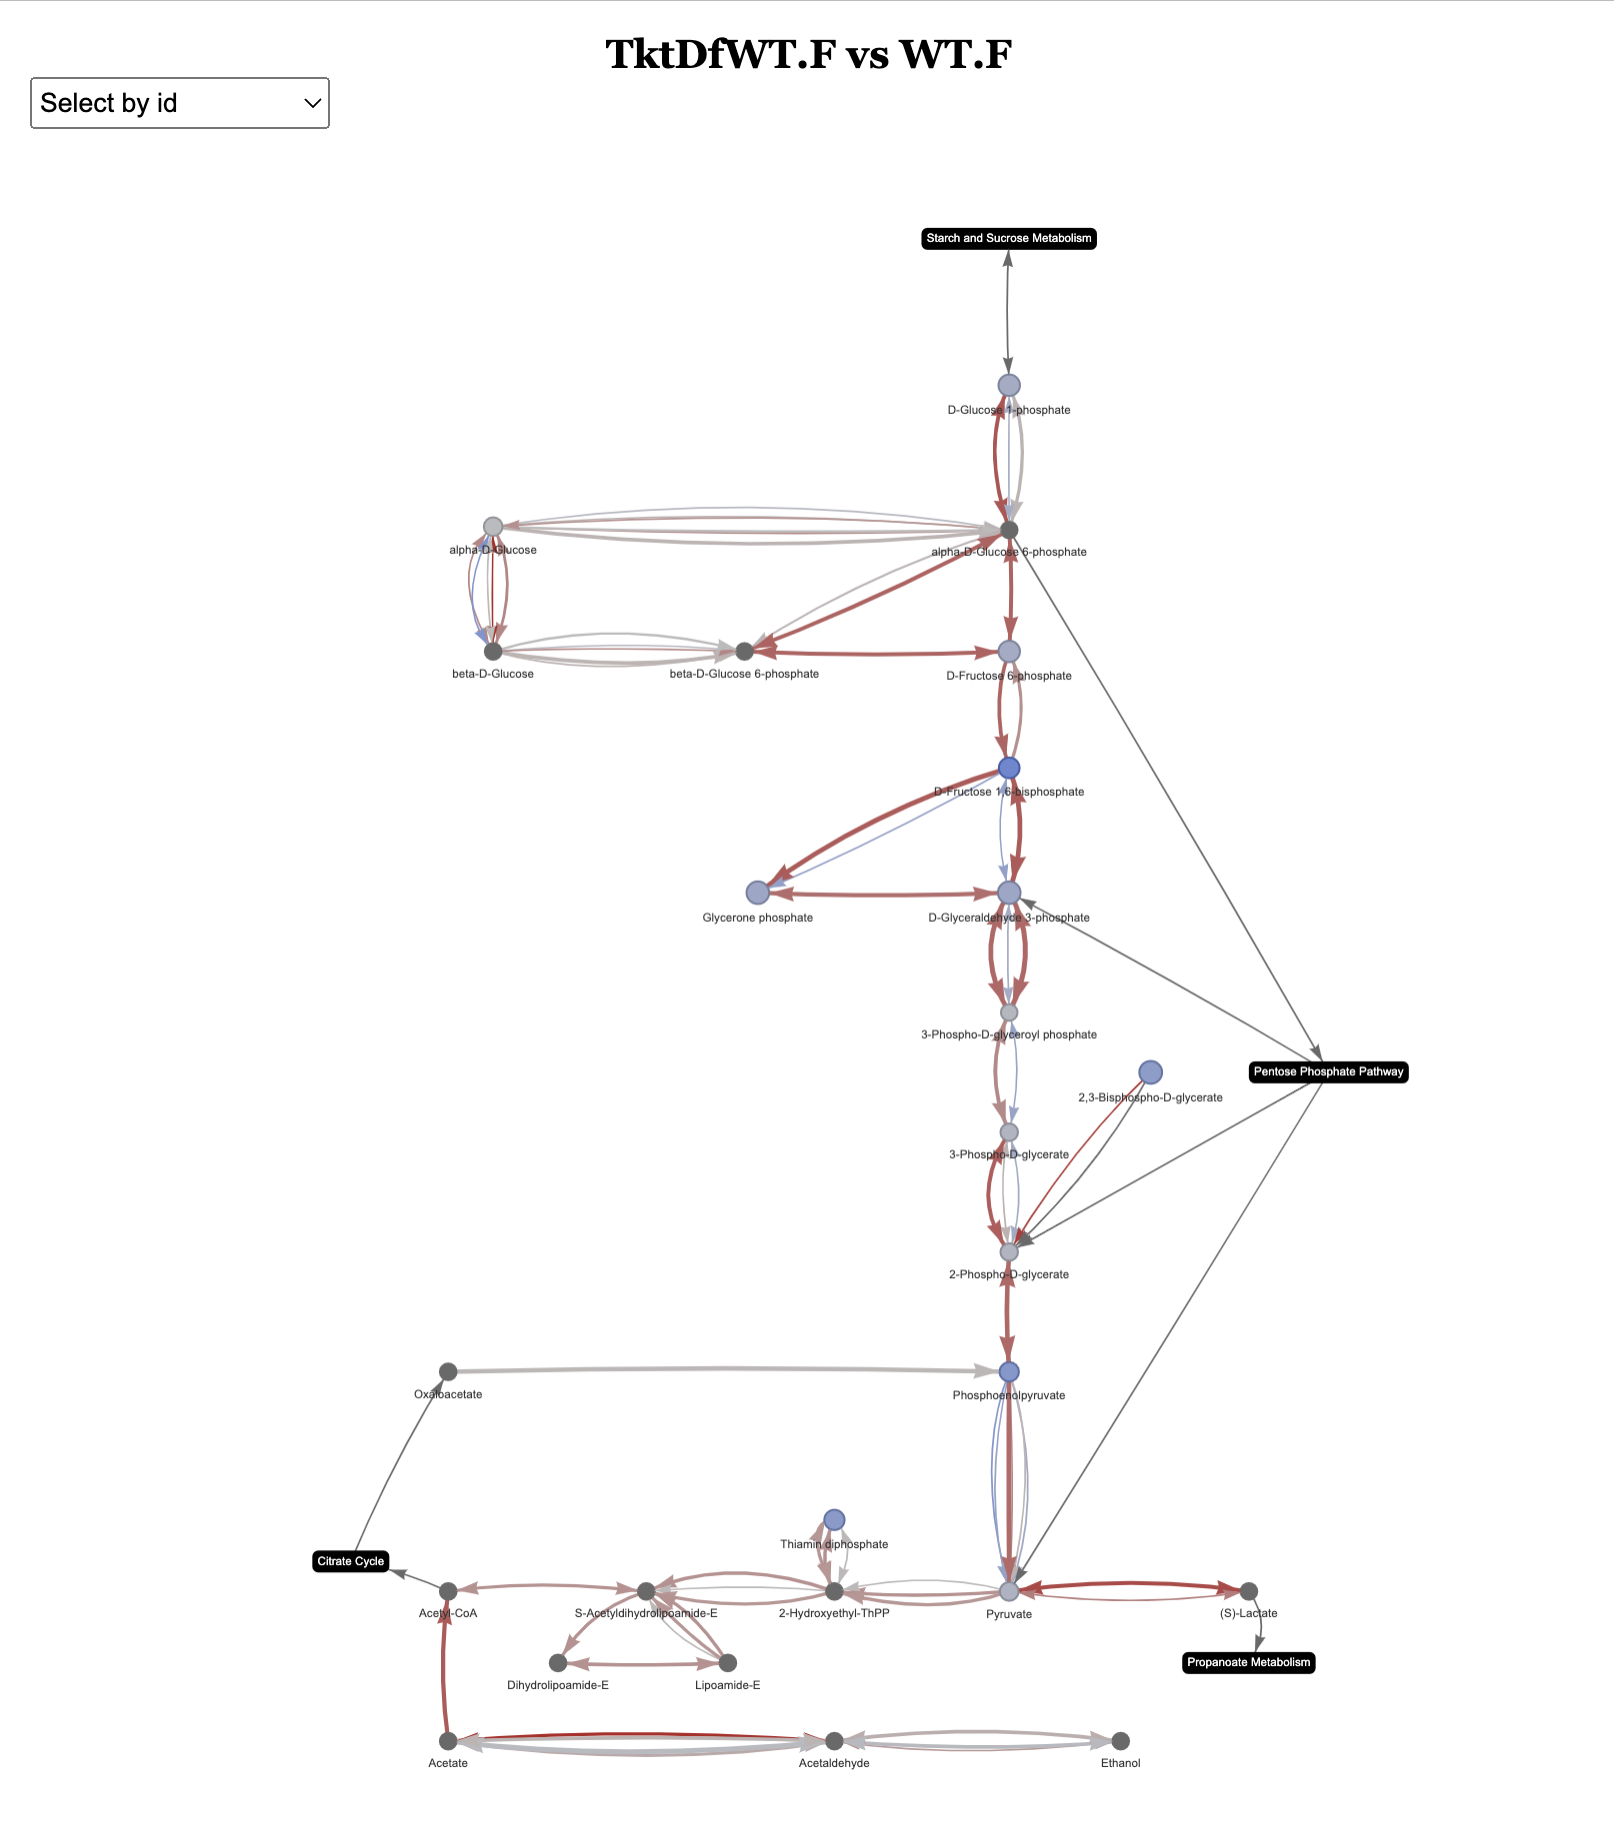 TktDfWT.F vs WT.F
Select by id
Starch and Sucrose Metabolism
D-Glucose 1-phosphate
alpha-D-Glucose
alpha-D-Glucose 6-phosphate
beta-D-Glucose
beta-D-Glucose 6-phosphate
D-Fructose 6-phosphate
D-Fructose 1,6-bisphosphate
Glycerone phosphate
D-Glyceraldehyde 3-phosphate
3-Phospho-D-glyceroyl phosphate
Pentose Phosphate Pathway
2,3-Bisphospho-D-glycerate
3-Phospho-D-glycerate
2-Phospho-D-glycerate
Oxaloacetate
Phosphoenolpyruvate
Thiamin diphosphate
Citrate Cycle
Acetyl-CoA
S-Acetyldihydrolipoamide-E
2-Hydroxyethyl-ThPP
Pyruvate
(S)-Lactate
Propanoate Metabolism
Dihydrolipoamide-E
Lipoamide-E
Acetate
Acetaldehyde
Ethanol